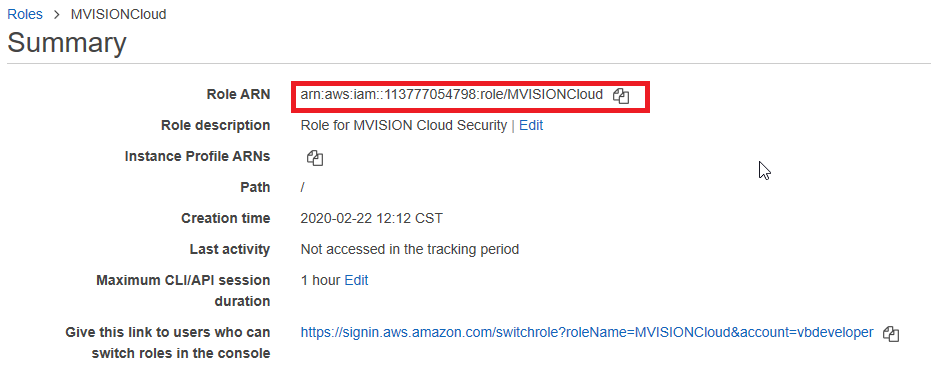 Roles > MVISIONCloud
Summary
Role ARN arn:aws:iam::113777054798:role/MVISIONCloud
Role description Role for MVISION Cloud Security | Edit
Instance Profile ARNs
Path /
Creation time 2020-02-22 12:12 CST
Last activity Not accessed in the tracking period
Maximum CLI/API session 1 hour Edit
duration
Give this link to users who can https://signin.aws.amazon.com/switchrole?roleName=MVISIONCloud&account=vbdeveloper
switch roles in the console